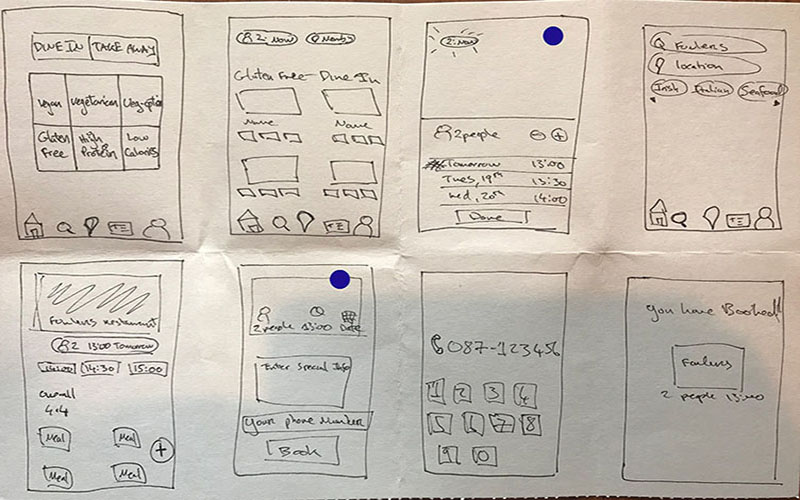 DINE IN TAKE AWAY
Vegan Vegetarian Veg-option
Gluten Free High Protein Low Calories
2: Now Nearby
Gluten Free Dine In
Name Name
2: Now
2 people - +
Tomorrow 13:00
Tues, 19th 13:30
Wed, 20th 14:00
Done
Fowlers
location
Irish Italian Seafood
Fowlers Restaurant
2 13:00 Tomorrow
14:30 15:00
Overall
4.4
Meal Meal +
Meal Meal
2 people 13:00 Date
Enter Special Info
Your phone Number
Book
087-123456
1 2 3 4
5 6 7 8
9 0
You have Booked!!
Fowlers
2 people 13:00